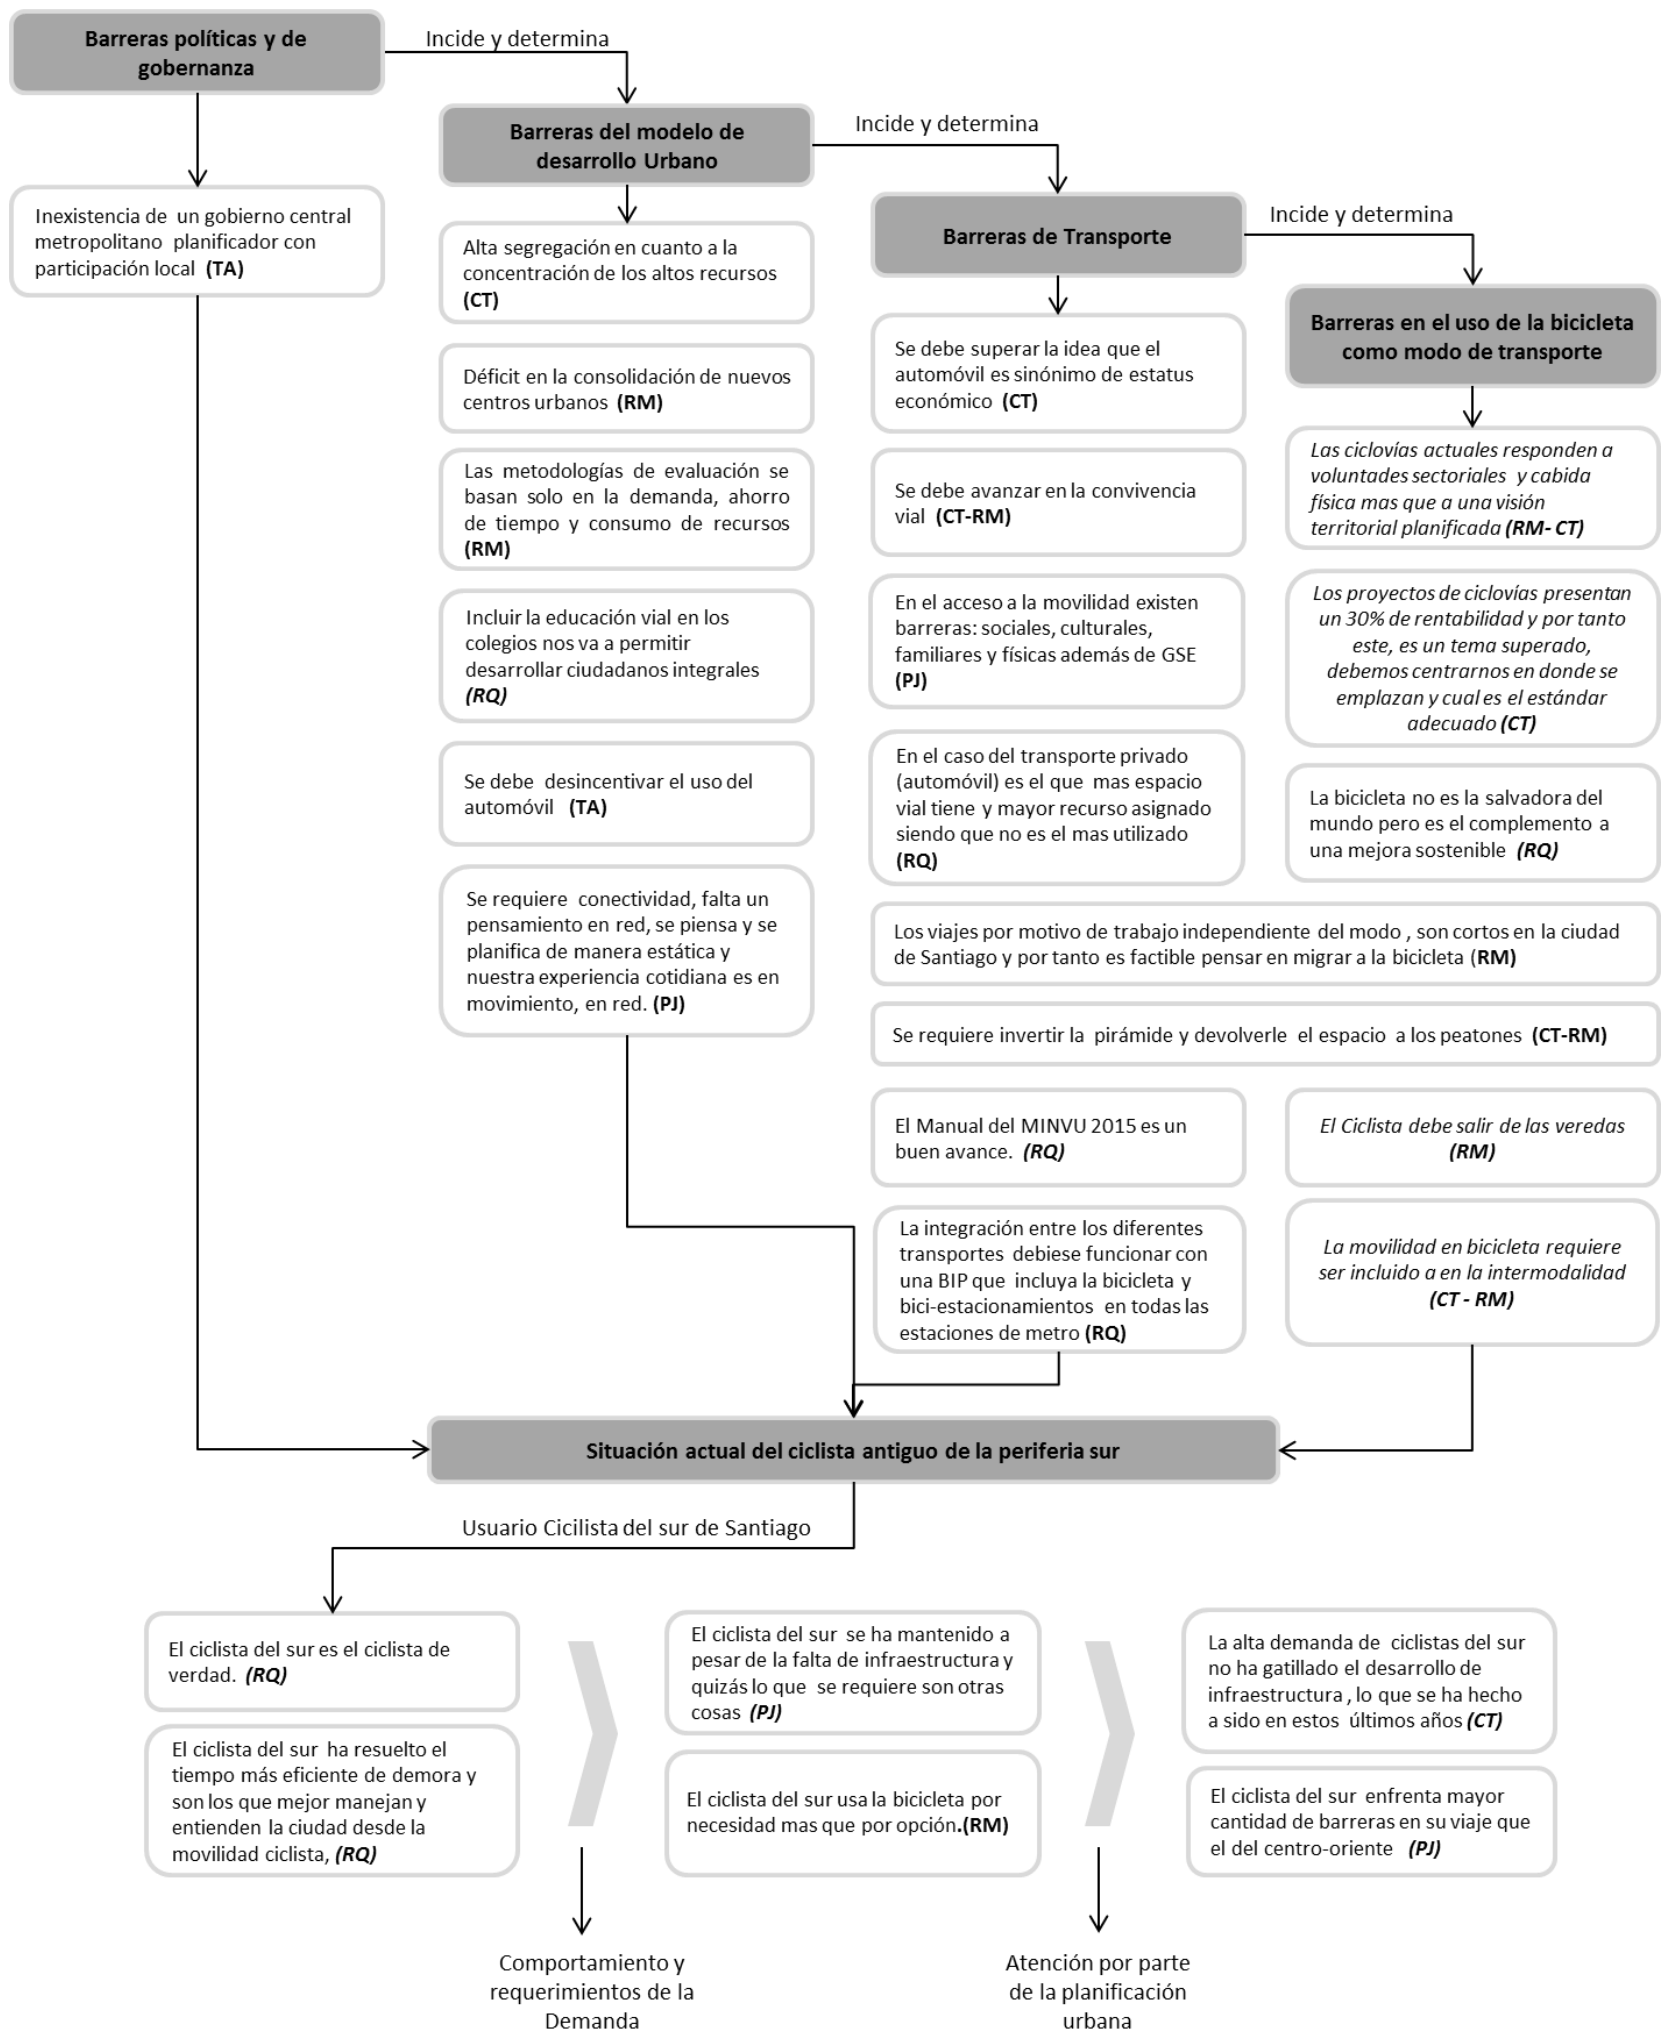 Barreras políticas y de
gobernanza
Incide y determina
Inexistencia de un gobierno central
metropolitano planificador con
participación local (TA)
Barreras del modelo de
desarrollo Urbano
Incide y determina
Alta segregación en cuanto a la
concentración de los altos recursos
(CT)
Déficit en la consolidación de nuevos
centros urbanos (RM)
Las metodologías de evaluación se
basan solo en la demanda, ahorro
de tiempo y consumo de recursos
(RM)
Incluir la educación vial en los
colegios nos va a permitir
desarrollar ciudadanos integrales
(RQ)
Se debe desincentivar el uso del
automóvil (TA)
Se requiere conectividad, falta un
pensamiento en red, se piensa y se
planifica de manera estática y
nuestra experiencia cotidiana es en
movimiento, en red. (PJ)
Barreras de Transporte
Incide y determina
Se debe superar la idea que el
automóvil es sinónimo de estatus
económico (CT)
Se debe avanzar en la convivencia
vial (CT-RM)
En el acceso a la movilidad existen
barreras: sociales, culturales,
familiares y físicas además de GSE
(PJ)
En el caso del transporte privado
(automóvil) es el que mas espacio
vial tiene y mayor recurso asignado
siendo que no es el mas utilizado
(RQ)
Barreras en el uso de la bicicleta
como modo de transporte
Las ciclovías actuales responden a
voluntades sectoriales y cabida
física mas que a una visión
territorial planificada (RM- CT)
Los proyectos de ciclovías presentan
un 30% de rentabilidad y por tanto
este, es un tema superado,
debemos centrarnos en donde se
emplazan y cual es el estándar
adecuado (CT)
La bicicleta no es la salvadora del
mundo pero es el complemento a
una mejora sostenible (RQ)
Los viajes por motivo de trabajo independiente del modo , son cortos en la ciudad
de Santiago y por tanto es factible pensar en migrar a la bicicleta (RM)
Se requiere invertir la pirámide y devolverle el espacio a los peatones (CT-RM)
El Manual del MINVU 2015 es un
buen avance. (RQ)
El Ciclista debe salir de las veredas
(RM)
La integración entre los diferentes
transportes debiese funcionar con
una BIP que incluya la bicicleta y
bici-estacionamientos en todas las
estaciones de metro (RQ)
La movilidad en bicicleta requiere
ser incluido a en la intermodalidad
(CT - RM)
Situación actual del ciclista antiguo de la periferia sur
Usuario Cicilista del sur de Santiago
El ciclista del sur es el ciclista de
verdad. (RQ)
El ciclista del sur ha resuelto el
tiempo más eficiente de demora y
son los que mejor manejan y
entienden la ciudad desde la
movilidad ciclista, (RQ)
El ciclista del sur se ha mantenido a
pesar de la falta de infraestructura y
quizás lo que se requiere son otras
cosas (PJ)
El ciclista del sur usa la bicicleta por
necesidad mas que por opción.(RM)
La alta demanda de ciclistas del sur
no ha gatillado el desarrollo de
infraestructura , lo que se ha hecho
a sido en estos últimos años (CT)
El ciclista del sur enfrenta mayor
cantidad de barreras en su viaje que
el del centro-oriente (PJ)
Comportamiento y
requerimientos de la
Demanda
Atención por parte
de la planificación
urbana